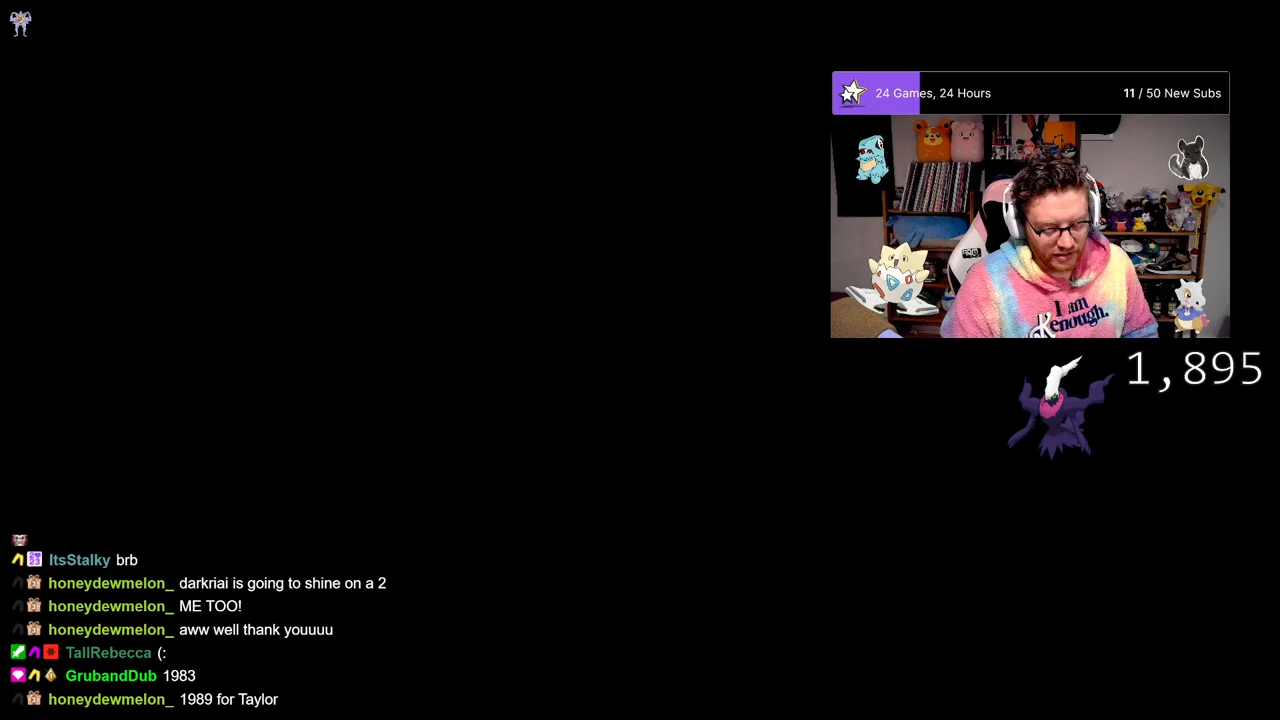 24 Games, 24 Hours 11 / 50 New Subs
I am
Kenough.
1,895
ItsStalky brb
honeydewmelon_ darkriai is going to shine on a 2
honeydewmelon_ ME TOO!
honeydewmelon_ aww well thank youuuu
TallRebecca (:
GrubandDub 1983
honeydewmelon_ 1989 for Taylor